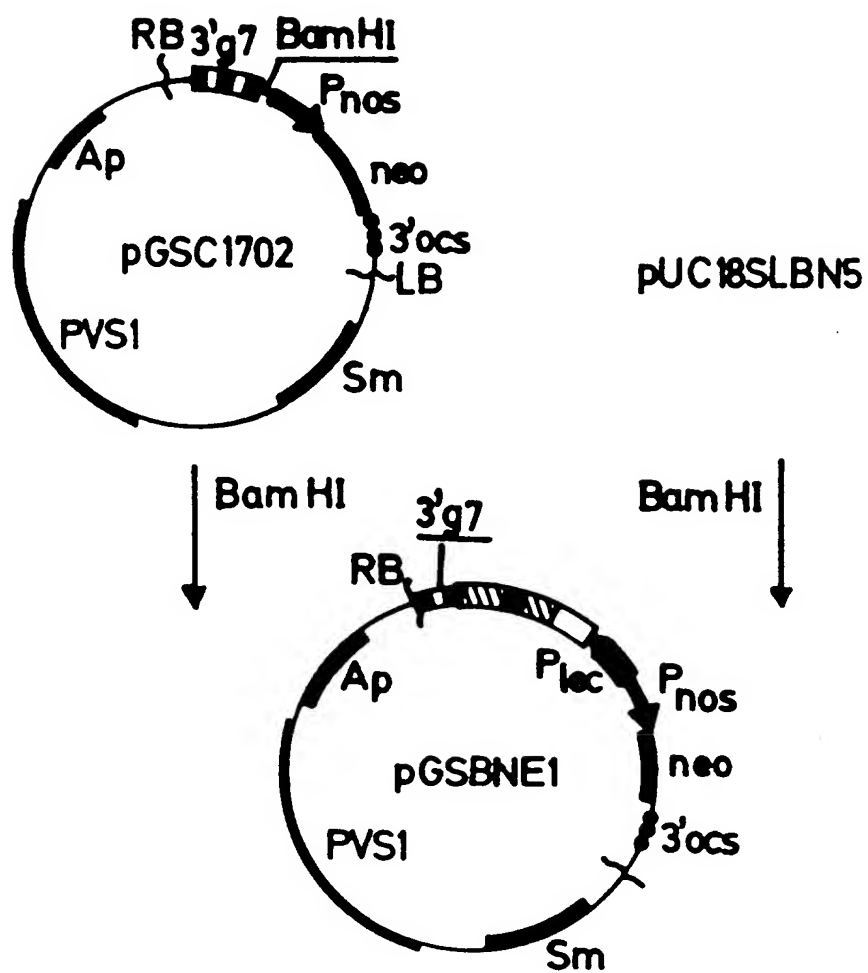 RB 3'g7 BamHI
Pnos
Ap
neo
pGSC1702
3'ocs
LB
pUC18SLBN5
PVS1
Sm
BamHI
BamHI
3'g7
RB
Ap
Plec
Pnos
pGSBNE1
neo
PVS1
3'ocs
Sm